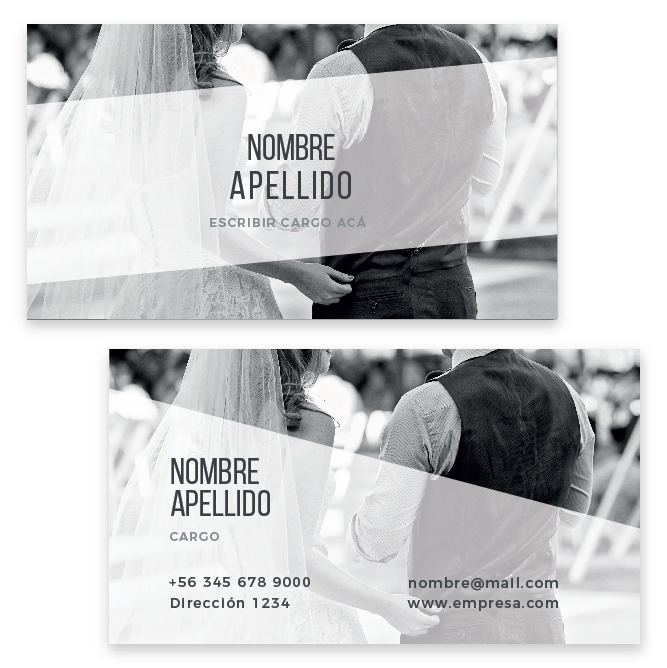 NOMBRE
APELLIDO
ESCRIBIR CARGO ACÁ
NOMBRE
APELLIDO
CARGO
+56 345 678 9000
Dirección 1234
nombre@mail.com
www.empresa.com